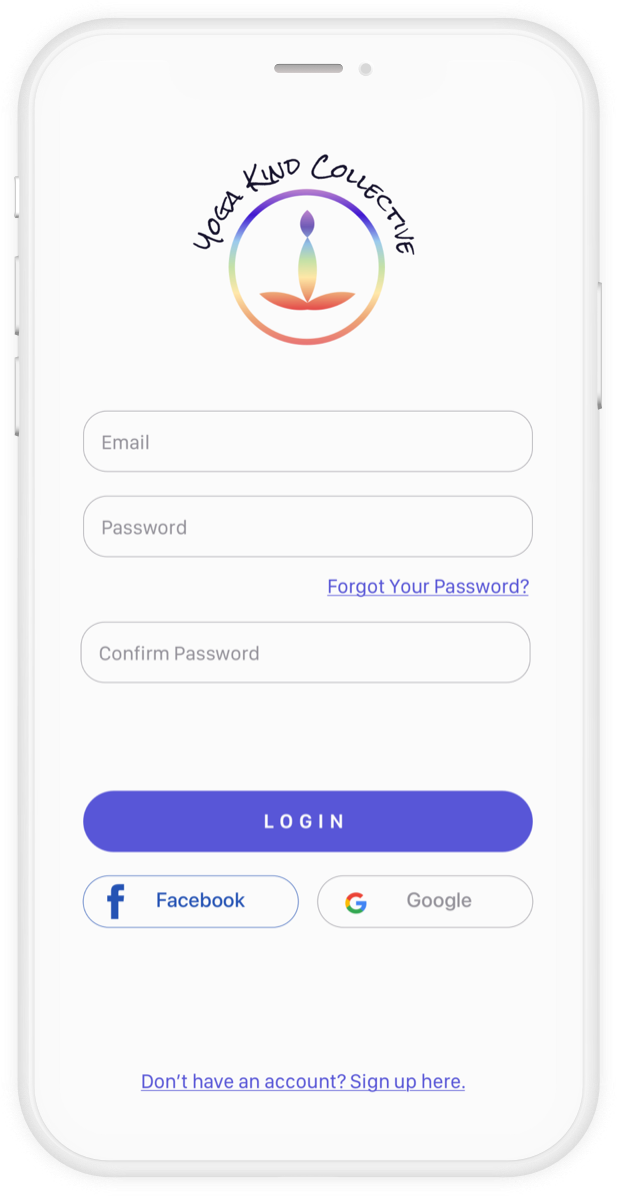 YOGA KIND COLLECTIVE
Email
Password
Forgot Your Password?
Confirm Password
LOGIN
Facebook
Google
Don’t have an account? Sign up here.